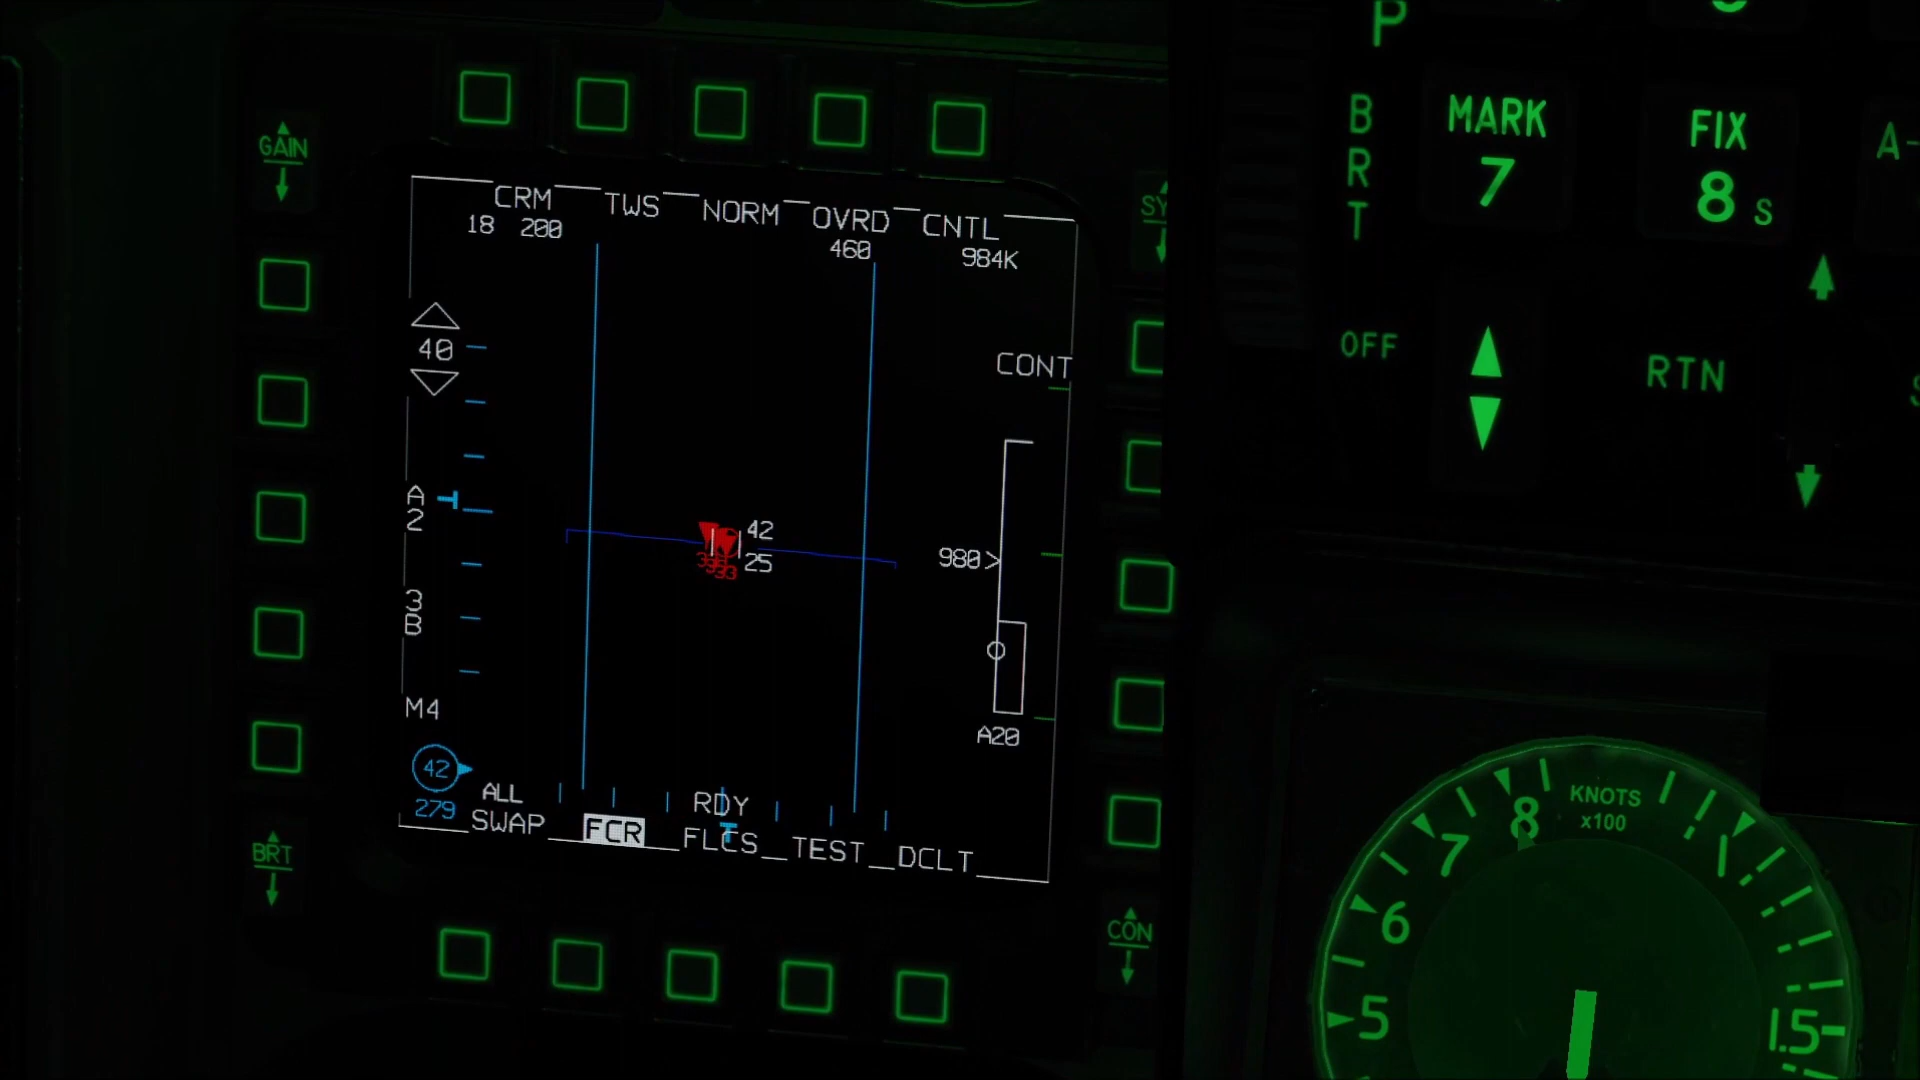 GAIN
CRM TWS NORM OVRD CNTL
18 200 460 984K
40
CONT
A
2
42
25
980>
3
B
M4
A20
42
279
ALL
RDY
SWAP FCR FLCS TEST DCLT
BRT
CON
P
BRT
MARK
7
FIX
8 S
A-
OFF
RTN
KNOTS
x100
8
7
6
5
1
1.5